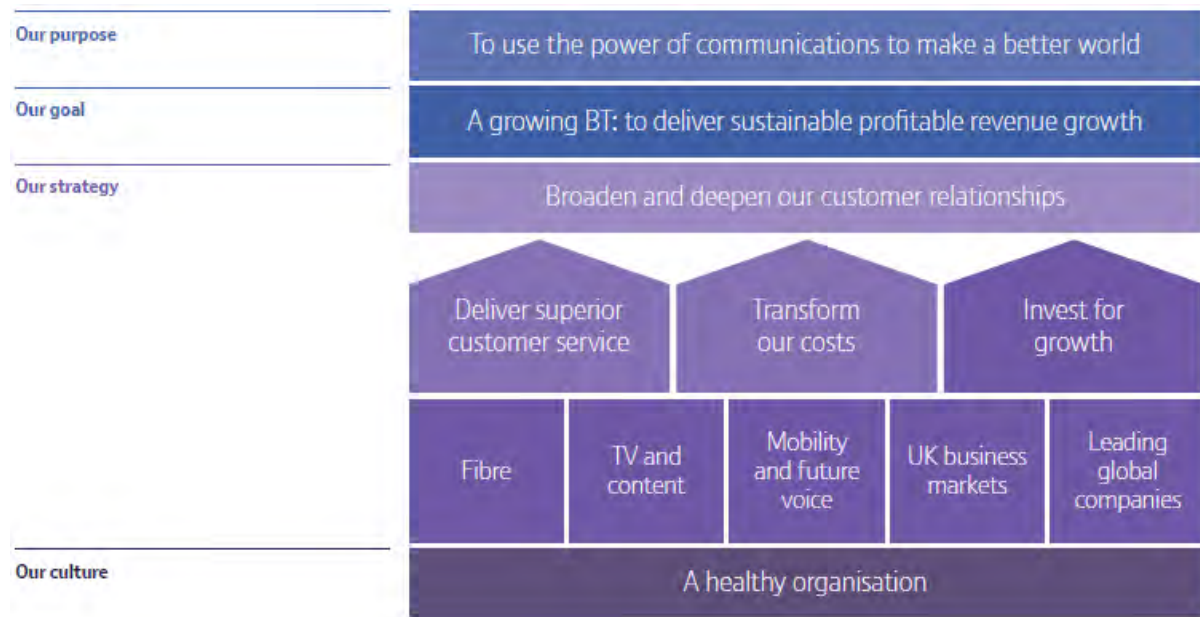 Our purpose
To use the power of communications to make a better world
Our goal
A growing BT: to deliver sustainable profitable revenue growth
Our strategy
Broaden and deepen our customer relationships
Deliver superior
customer service
Transform
our costs
Invest for
growth
Fibre
TV and
content
Mobility
and future
voice
UK business
markets
Leading
global
companies
Our culture
A healthy organisation